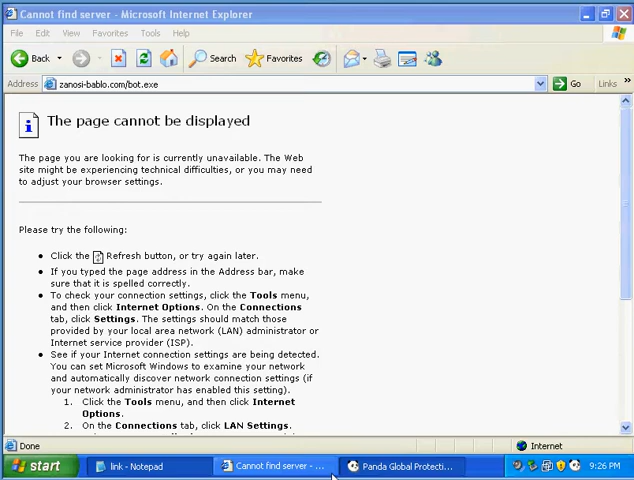 Cannot find server - Microsoft Internet Explorer
File Edit View Favorites Tools Help
Back Search Favorites
Address zanosi-bablo.com/bot.exe Go Links »
The page cannot be displayed
The page you are looking for is currently unavailable. The Web
site might be experiencing technical difficulties, or you may need
to adjust your browser settings.
Please try the following:
• Click the Refresh button, or try again later.
• If you typed the page address in the Address bar, make
sure that it is spelled correctly.
• To check your connection settings, click the Tools menu,
and then click Internet Options. On the Connections
tab, click Settings. The settings should match those
provided by your local area network (LAN) administrator or
Internet service provider (ISP).
• See if your Internet connection settings are being detected.
You can set Microsoft Windows to examine your network
and automatically discover network connection settings (if
your network administrator has enabled this setting).
1. Click the Tools menu, and then click Internet
Options.
2. On the Connections tab, click LAN Settings.
Done Internet
start link - Notepad Cannot find server - ... Panda Global Protecti... 9:26 PM